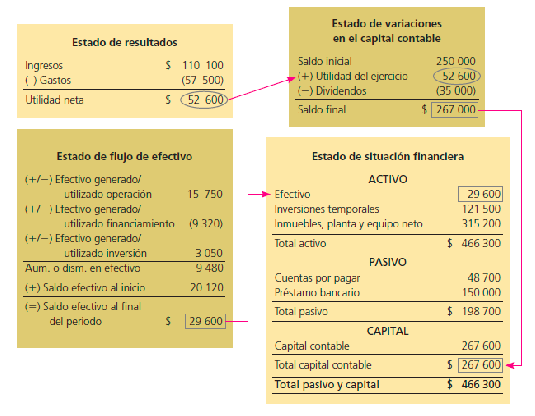 Estado de resultados
Ingresos $ 110 100
(-) Gastos (57 500)
Utilidad neta $ 52 600
Estado de variaciones
en el capital contable
Saldo inicial 250 000
(+) Utilidad del ejercicio 52 600
(−) Dividendos (35 000)
Saldo final $ 267 000
Estado de flujo de efectivo
(+/−) Efectivo generado/
utilizado operación 15 750
(+/−) Efectivo generado/
utilizado financiamiento (9 320)
(+/−) Efectivo generado/
utilizado inversión 3 050
Aum. o dism. en efectivo 9 480
(+) Saldo efectivo al inicio 20 120
(=) Saldo efectivo al final
del periodo $ 29 600
Estado de situación financiera
ACTIVO
Efectivo 29 600
Inversiones temporales 121 500
Inmuebles, planta y equipo neto 315 200
Total activo $ 466 300
PASIVO
Cuentas por pagar 48 700
Préstamo bancario 150 000
Total pasivo $ 198 700
CAPITAL
Capital contable 267 600
Total capital contable $ 267 600
Total pasivo y capital $ 466 300